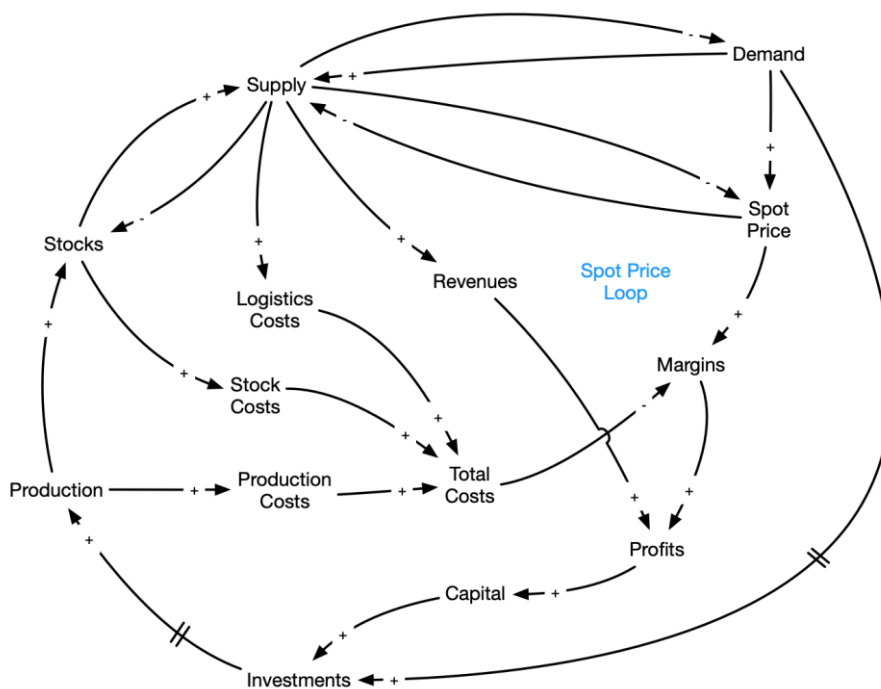 Demand
Supply
Spot
Price
Stocks
Spot Price
Loop
Revenues
Logistics
Costs
Margins
Stock
Costs
Production
Production
Costs
Total
Costs
Profits
Capital
Investments